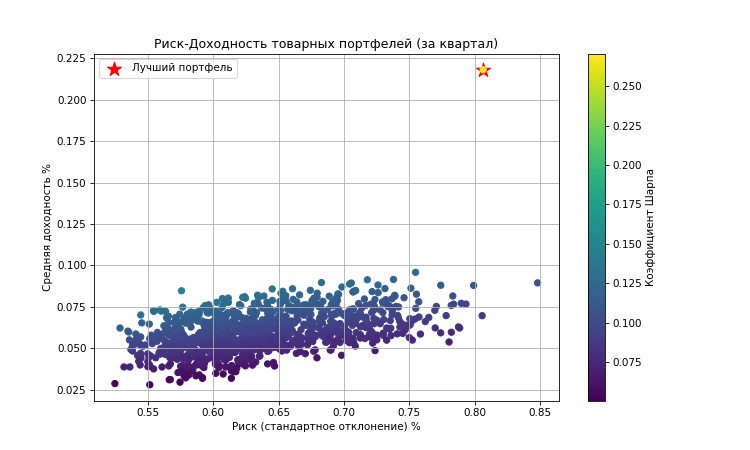 Риск-Доходность товарных портфелей (за квартал)
Лучший портфель
Средняя доходность %
0.225
0.200
0.175
0.150
0.125
0.100
0.075
0.050
0.025
0.55 0.60 0.65 0.70 0.75 0.80 0.85
Риск (стандартное отклонение) %
0.250
0.225
0.200
0.175
0.150
0.125
0.100
0.075
Коэффициент Шарпа